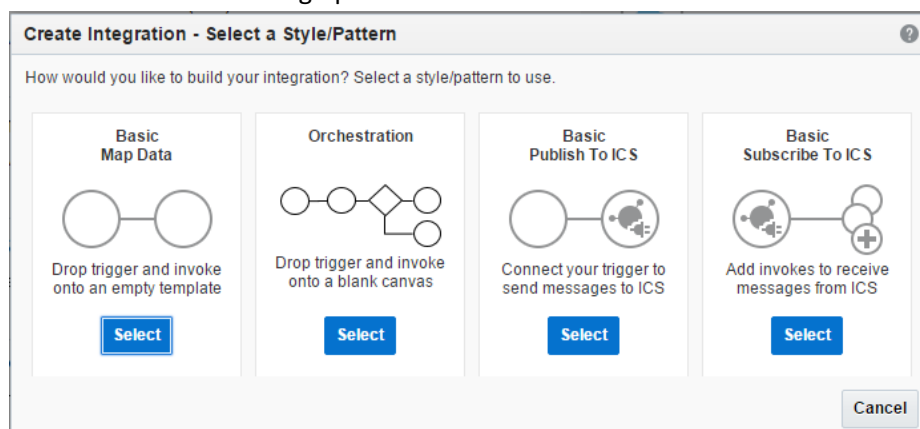 Create Integration - Select a Style/Pattern
How would you like to build your integration? Select a style/pattern to use.
Basic
Map Data
Drop trigger and invoke
onto an empty template
Select
Orchestration
Drop trigger and invoke
onto a blank canvas
Select
Basic
Publish To ICS
Connect your trigger to
send messages to ICS
Select
Basic
Subscribe To ICS
Add invokes to receive
messages from ICS
Select
Cancel